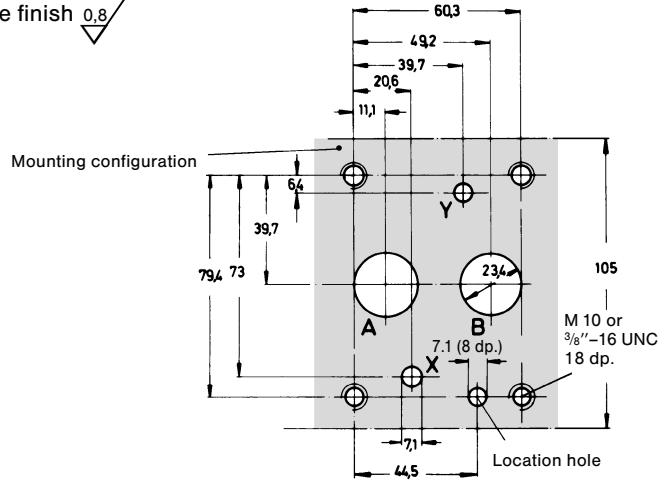 e finish 0,8
60,3
49,2
39,7
20,6
11,1
Mounting configuration
6,4
Y
39,7
79,4
73
23,4
105
A
B
M 10 or
3/8"–16 UNC
18 dp.
7.1 (8 dp.)
X
7,1
Location hole
44,5